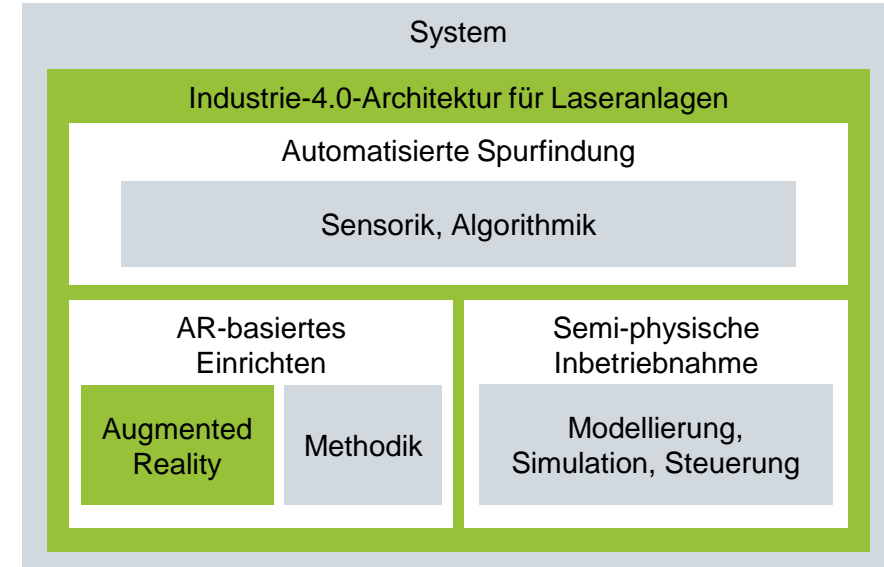 System
Industrie-4.0-Architektur für Laseranlagen
Automatisierte Spurfindung
Sensorik, Algorithmik
AR-basiertes
Einrichten
Augmented
Reality
Methodik
Semi-physische
Inbetriebnahme
Modellierung,
Simulation, Steuerung